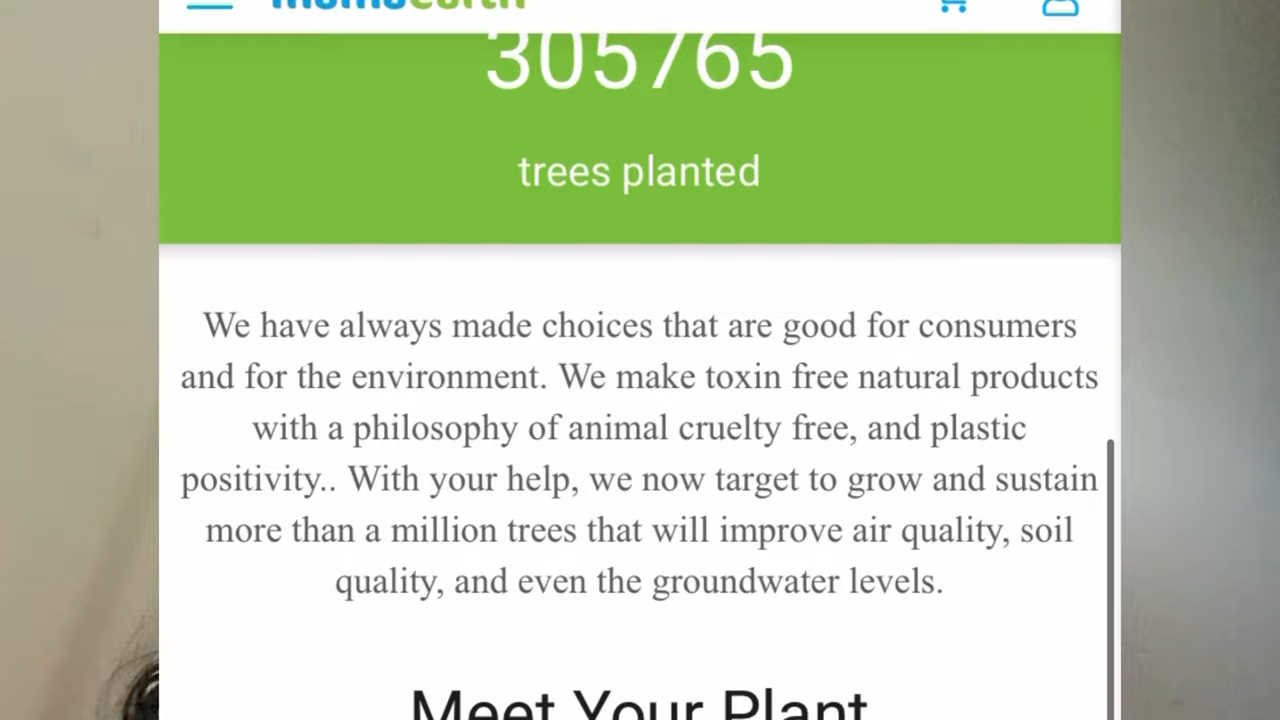 mamaearth
305765
trees planted
We have always made choices that are good for consumers
and for the environment. We make toxin free natural products
with a philosophy of animal cruelty free, and plastic
positivity.. With your help, we now target to grow and sustain
more than a million trees that will improve air quality, soil
quality, and even the groundwater levels.
Meet Your Plant